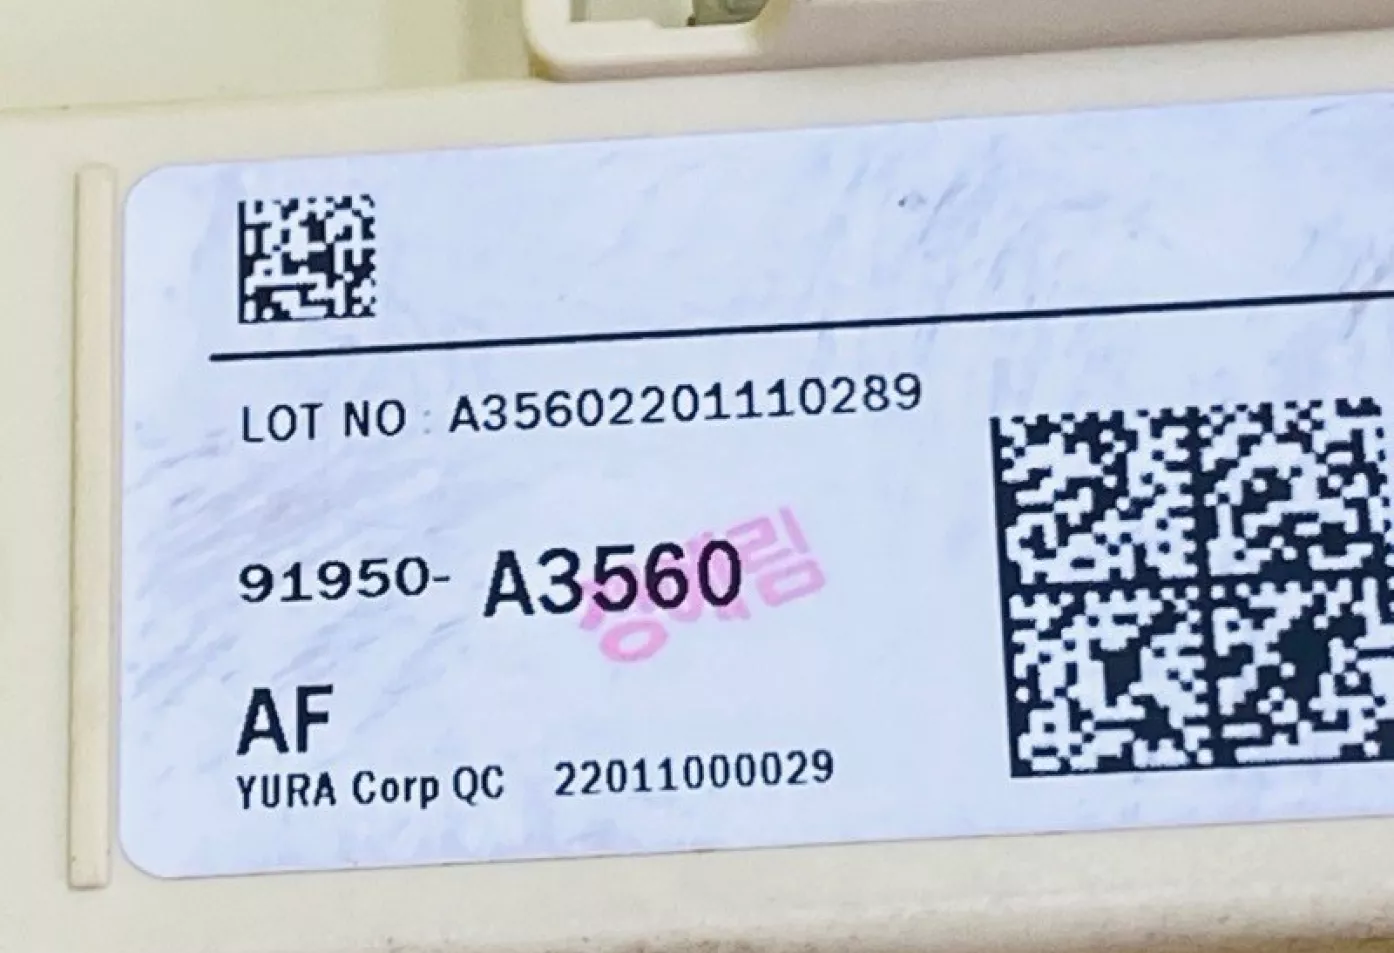 LOT NO : A35602201110289
91950- A3560
AF
YURA Corp QC 22011000029